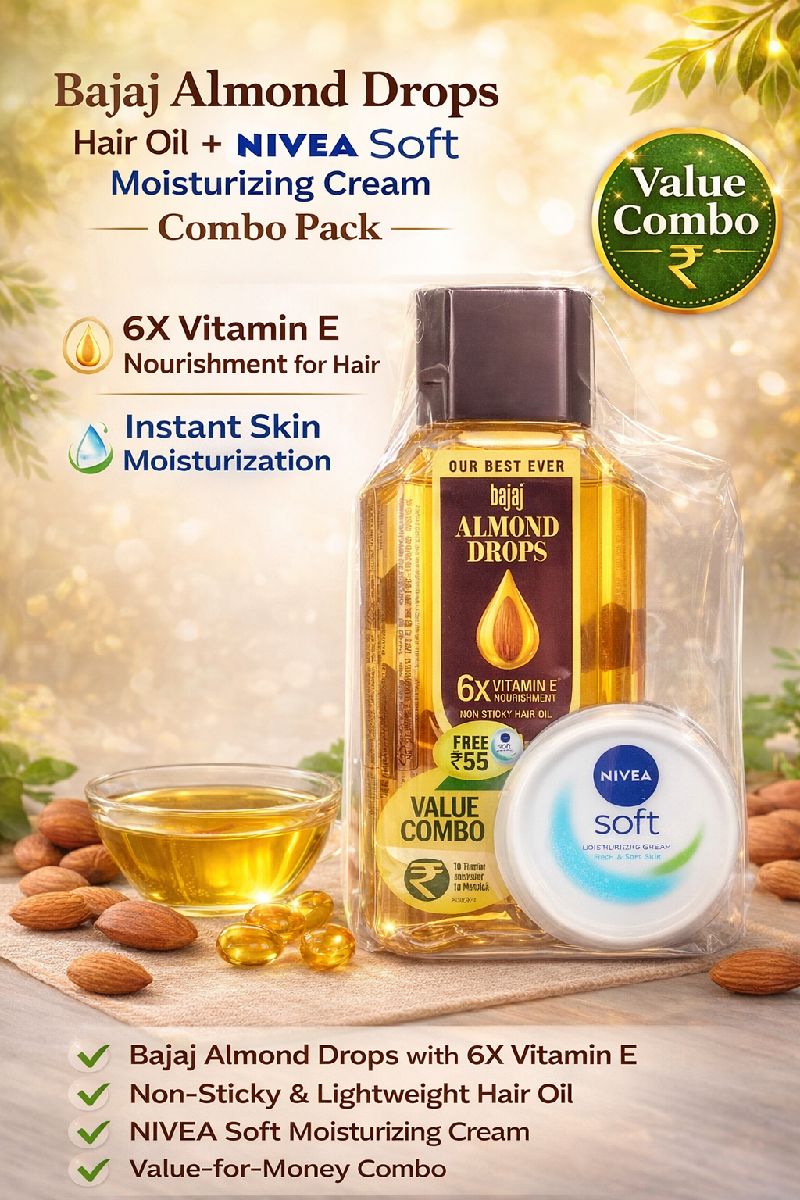 Bajaj Almond Drops
Hair Oil + NIVEA Soft
Moisturizing Cream
Combo Pack
Value
Combo
₹
6X Vitamin E
Nourishment for Hair
Instant Skin
Moisturization
OUR BEST EVER
bajaj
ALMOND
DROPS
6X VITAMIN E
NOURISHMENT
NON STICKY HAIR OIL
FREE
₹55
soft
VALUE
COMBO
₹
NIVEA
soft
Bajaj Almond Drops with 6X Vitamin E
Non-Sticky & Lightweight Hair Oil
NIVEA Soft Moisturizing Cream
Value-for-Money Combo